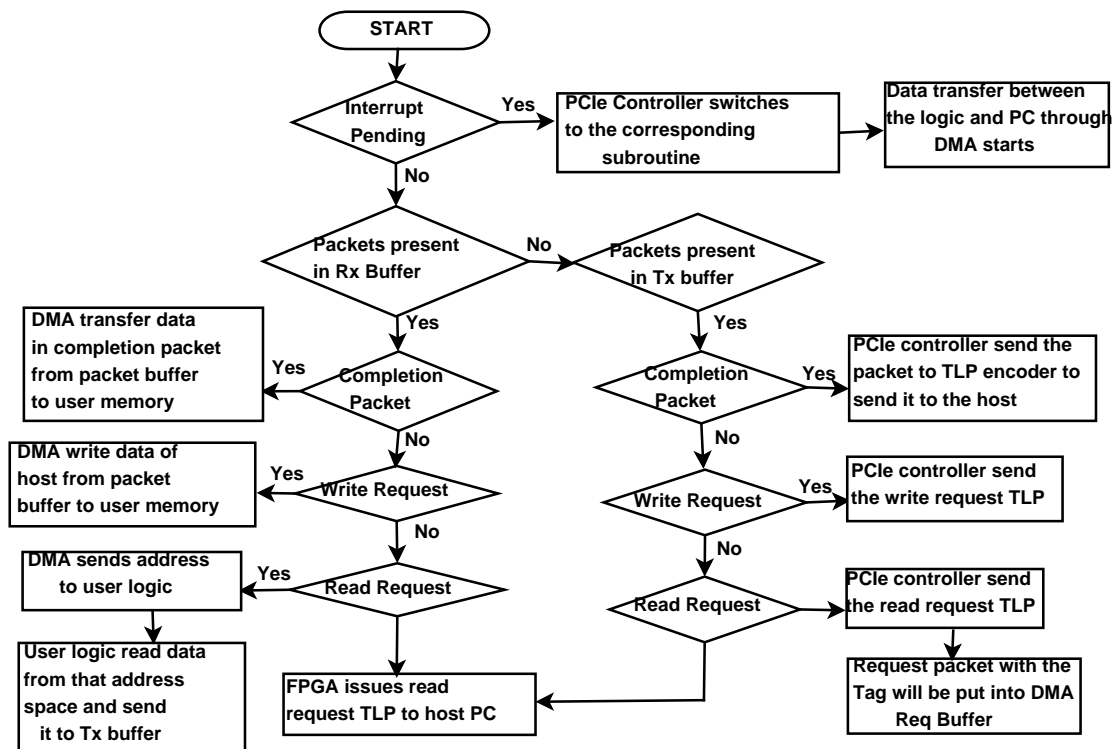 START
Interrupt
Pending
Yes
PCIe Controller switches
to the corresponding
subroutine
Data transfer between
the logic and PC through
DMA starts
No
Packets present
in Rx Buffer
No
Packets present
in Tx buffer
Yes
Yes
DMA transfer data
in completion packet
from packet buffer
to user memory
Yes
Completion
Packet
Completion
Packet
Yes
PCIe controller send the
packet to TLP encoder to
send it to the host
No
No
DMA write data of
host from packet
buffer to user memory
Yes
Write Request
Write Request
Yes
PCIe controller send
the write request TLP
No
No
DMA sends address
to user logic
Yes
Read Request
Read Request
PCIe controller send
the read request TLP
User logic read data
from that address
space and send
it to Tx buffer
FPGA issues read
request TLP to host PC
Request packet with the
Tag will be put into DMA
Req Buffer